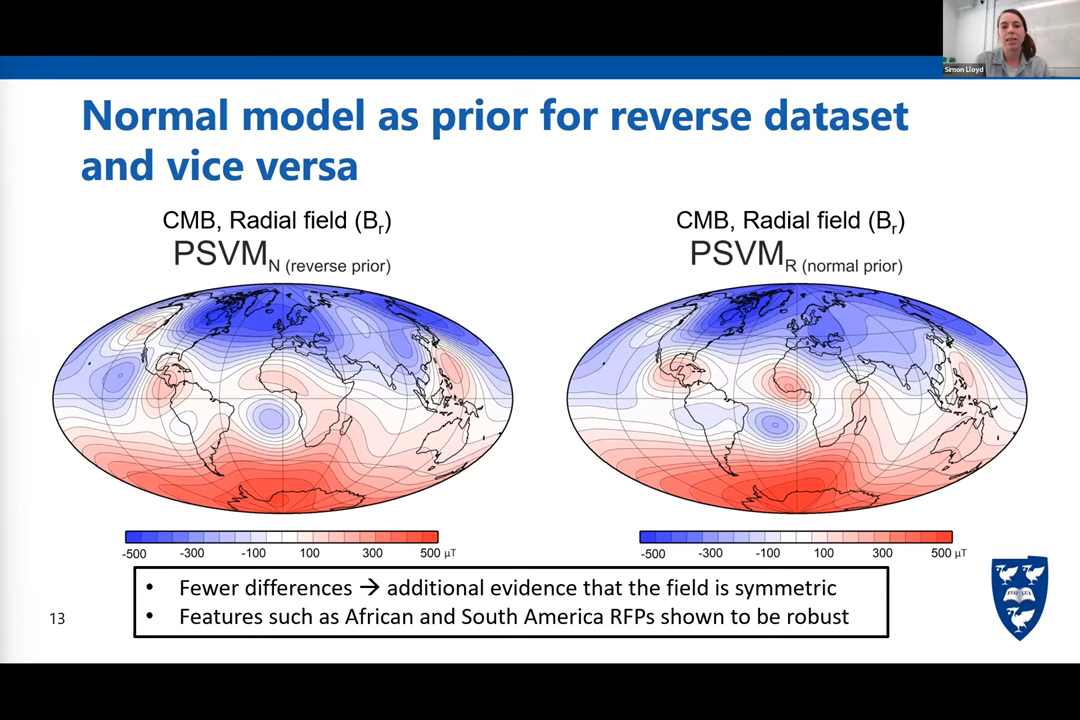 Simon Lloyd
Normal model as prior for reverse dataset
and vice versa
CMB, Radial field (Br)
PSVMN (reverse prior)
CMB, Radial field (Br)
PSVMR (normal prior)
-500 -300 -100 100 300 500 μT
-500 -300 -100 100 300 500 μT
• Fewer differences → additional evidence that the field is symmetric
• Features such as African and South America RFPs shown to be robust
13